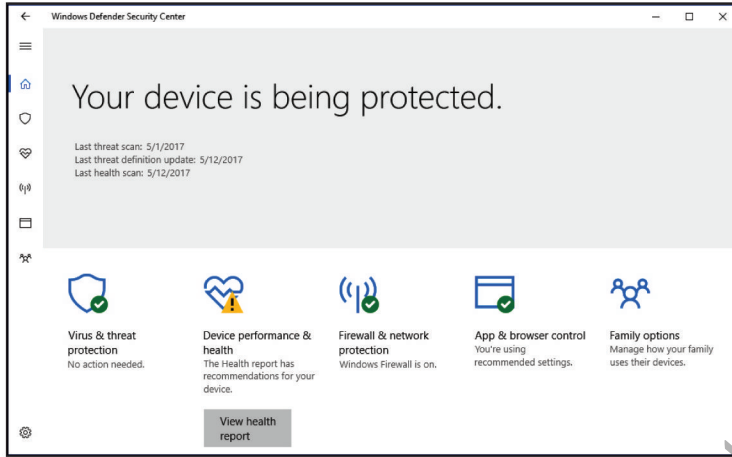 Windows Defender Security Center
Your device is being protected.
Last threat scan: 5/1/2017
Last threat definition update: 5/12/2017
Last health scan: 5/12/2017
Virus & threat
protection
No action needed.
Device performance &
health
The Health report has
recommendations for your
device.
View health
report
Firewall & network
protection
Windows Firewall is on.
App & browser control
You're using
recommended settings.
Family options
Manage how your family
uses their devices.